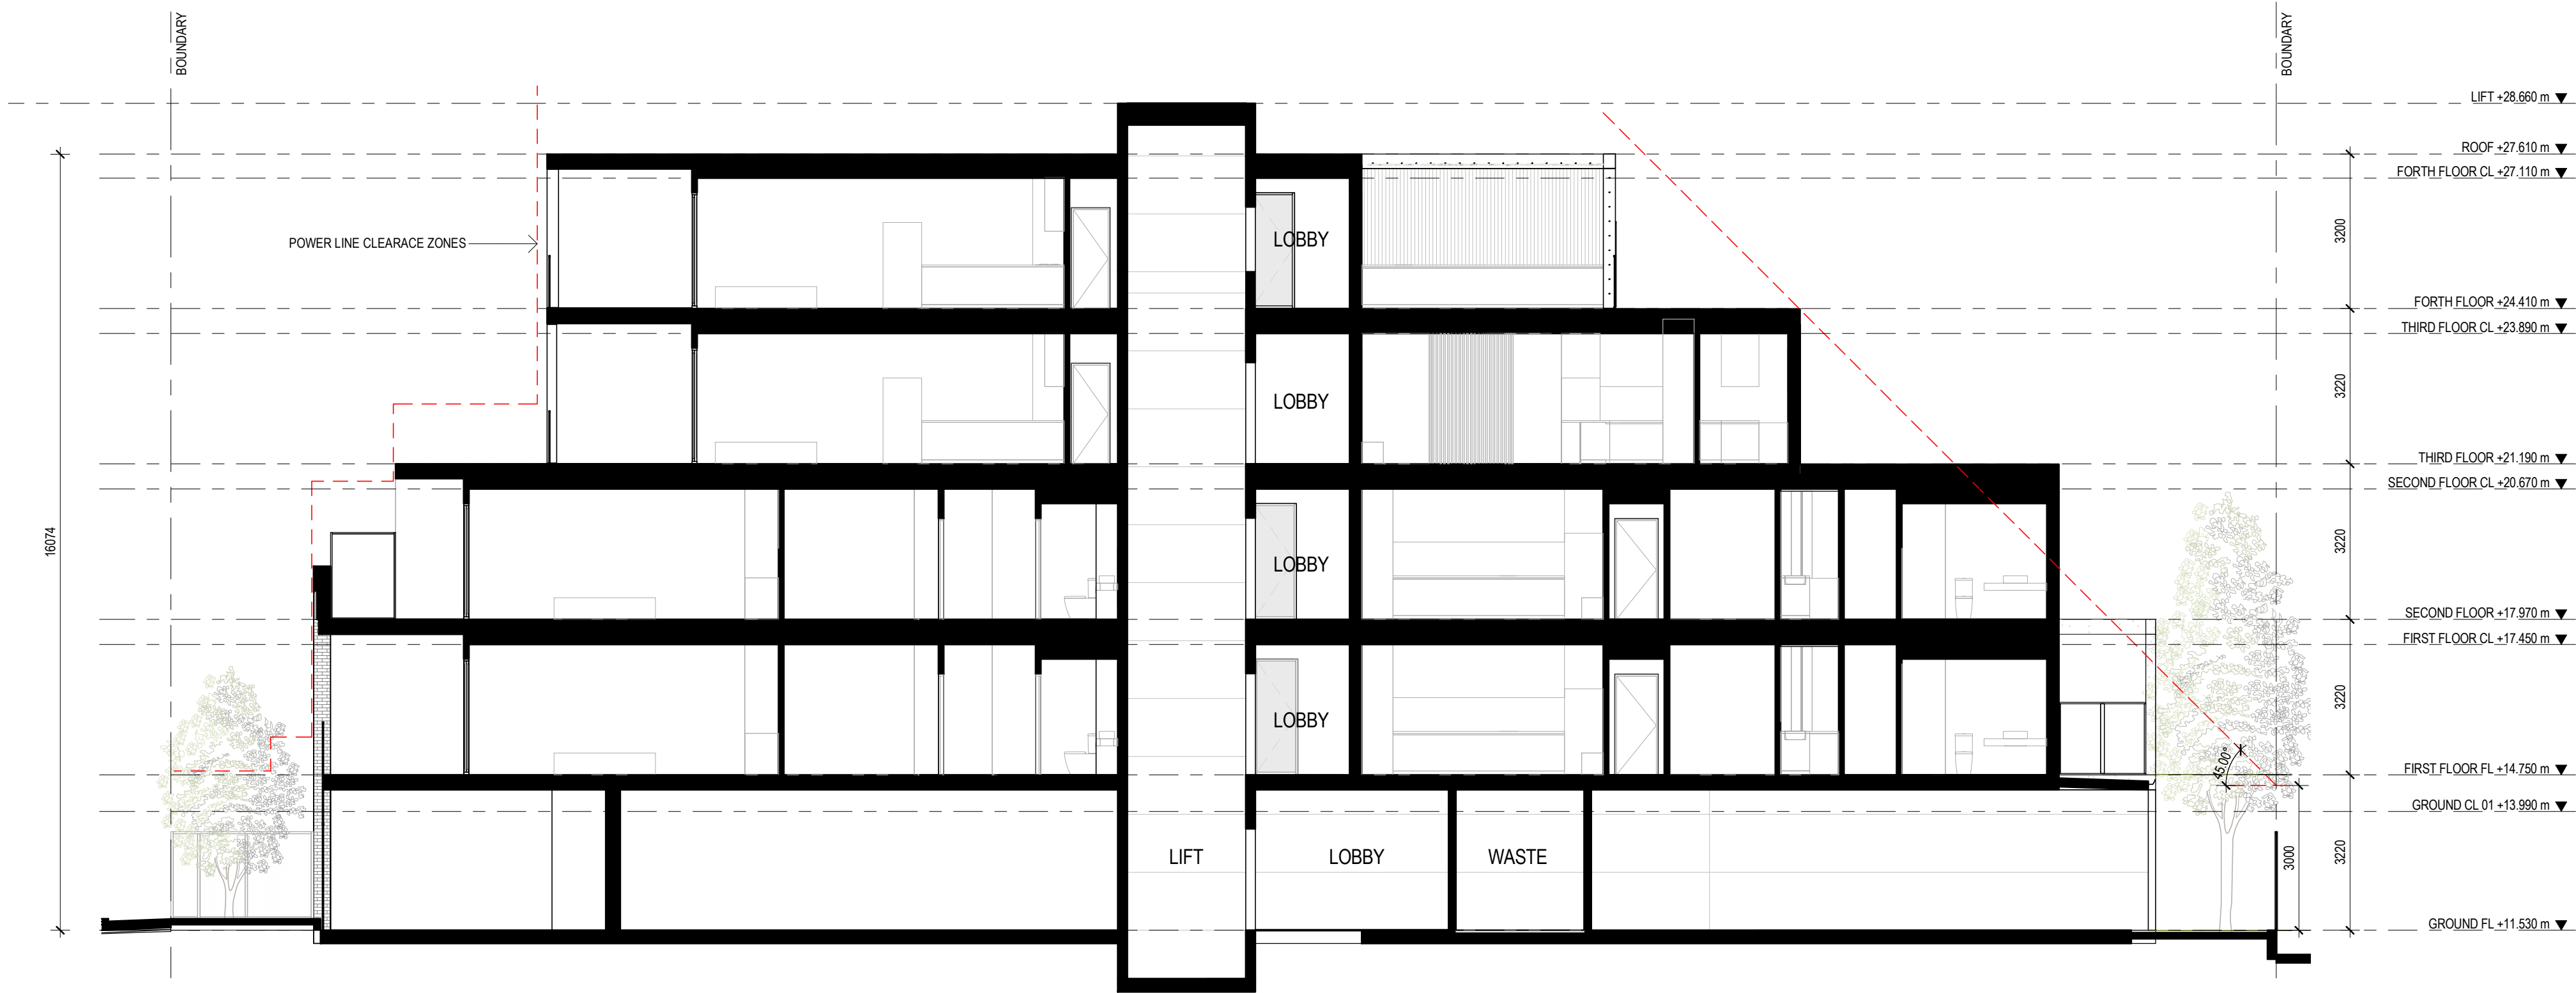 BOUNDARY
BOUNDARY
LIFT +28.660 m
ROOF +27.610 m
FORTH FLOOR CL +27.110 m
POWER LINE CLEARACE ZONES
LOBBY
3200
FORTH FLOOR +24.410 m
THIRD FLOOR CL +23.890 m
LOBBY
3220
THIRD FLOOR +21.190 m
SECOND FLOOR CL +20.670 m
16074
LOBBY
3220
SECOND FLOOR +17.970 m
FIRST FLOOR CL +17.450 m
LOBBY
3220
45.00°
FIRST FLOOR FL +14.750 m
GROUND CL 01 +13.990 m
LIFT
LOBBY
WASTE
3000
3220
GROUND FL +11.530 m